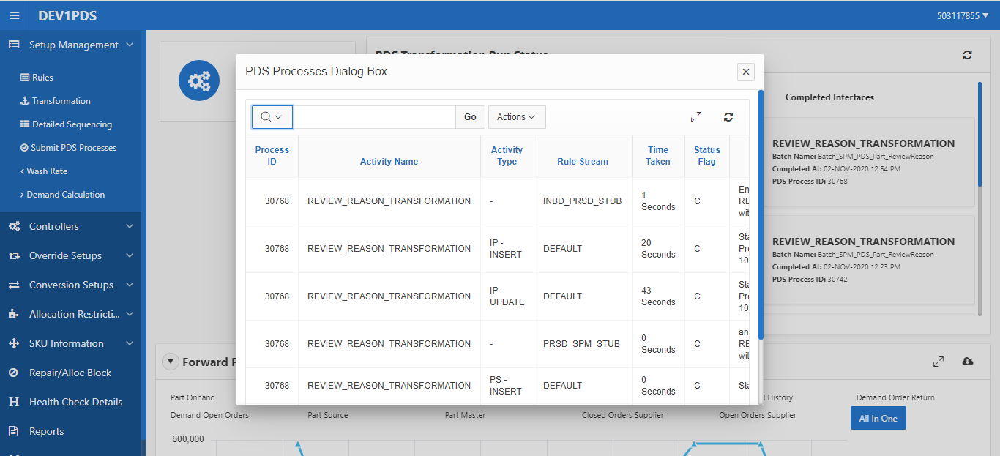 DEV1PDS
503117855
Setup Management
Rules
Transformation
Detailed Sequencing
Submit PDS Processes
Wash Rate
Demand Calculation
Controllers
Override Setups
Conversion Setups
Allocation Restricti...
SKU Information
Repair/Alloc Block
Health Check Details
Reports
PDS Transformation Run Status
PDS Processes Dialog Box
Go
Actions
Process
ID
Activity Name
Activity
Type
Rule Stream
Time
Taken
Status
Flag
30768 REVIEW_REASON_TRANSFORMATION - INBD_PRSD_STUB 1
Seconds C En
RE
wit
30768 REVIEW_REASON_TRANSFORMATION IP -
INSERT DEFAULT 20
Seconds C Sta
Pro
10
30768 REVIEW_REASON_TRANSFORMATION IP -
UPDATE DEFAULT 43
Seconds C Sta
Pro
10
30768 REVIEW_REASON_TRANSFORMATION - PRSD_SPM_STUB 0
Seconds C an
RE
wit
30768 REVIEW_REASON_TRANSFORMATION PS -
INSERT DEFAULT 0
Seconds C Sta
Completed Interfaces
REVIEW_REASON_TRANSFORMATION
Batch Name: Batch_SPM_PDS_Part_ReviewReason
Completed At: 02-NOV-2020 12:54 PM
PDS Process ID: 30768
REVIEW_REASON_TRANSFORMATION
Batch Name: Batch_SPM_PDS_Part_ReviewReason
Completed At: 02-NOV-2020 12:23 PM
PDS Process ID: 30742
Forward
Part Onhand
History
Demand Order Return
Demand Open Orders
Part Source
Part Master
Closed Orders Supplier
Open Orders Supplier
All In One
600,000